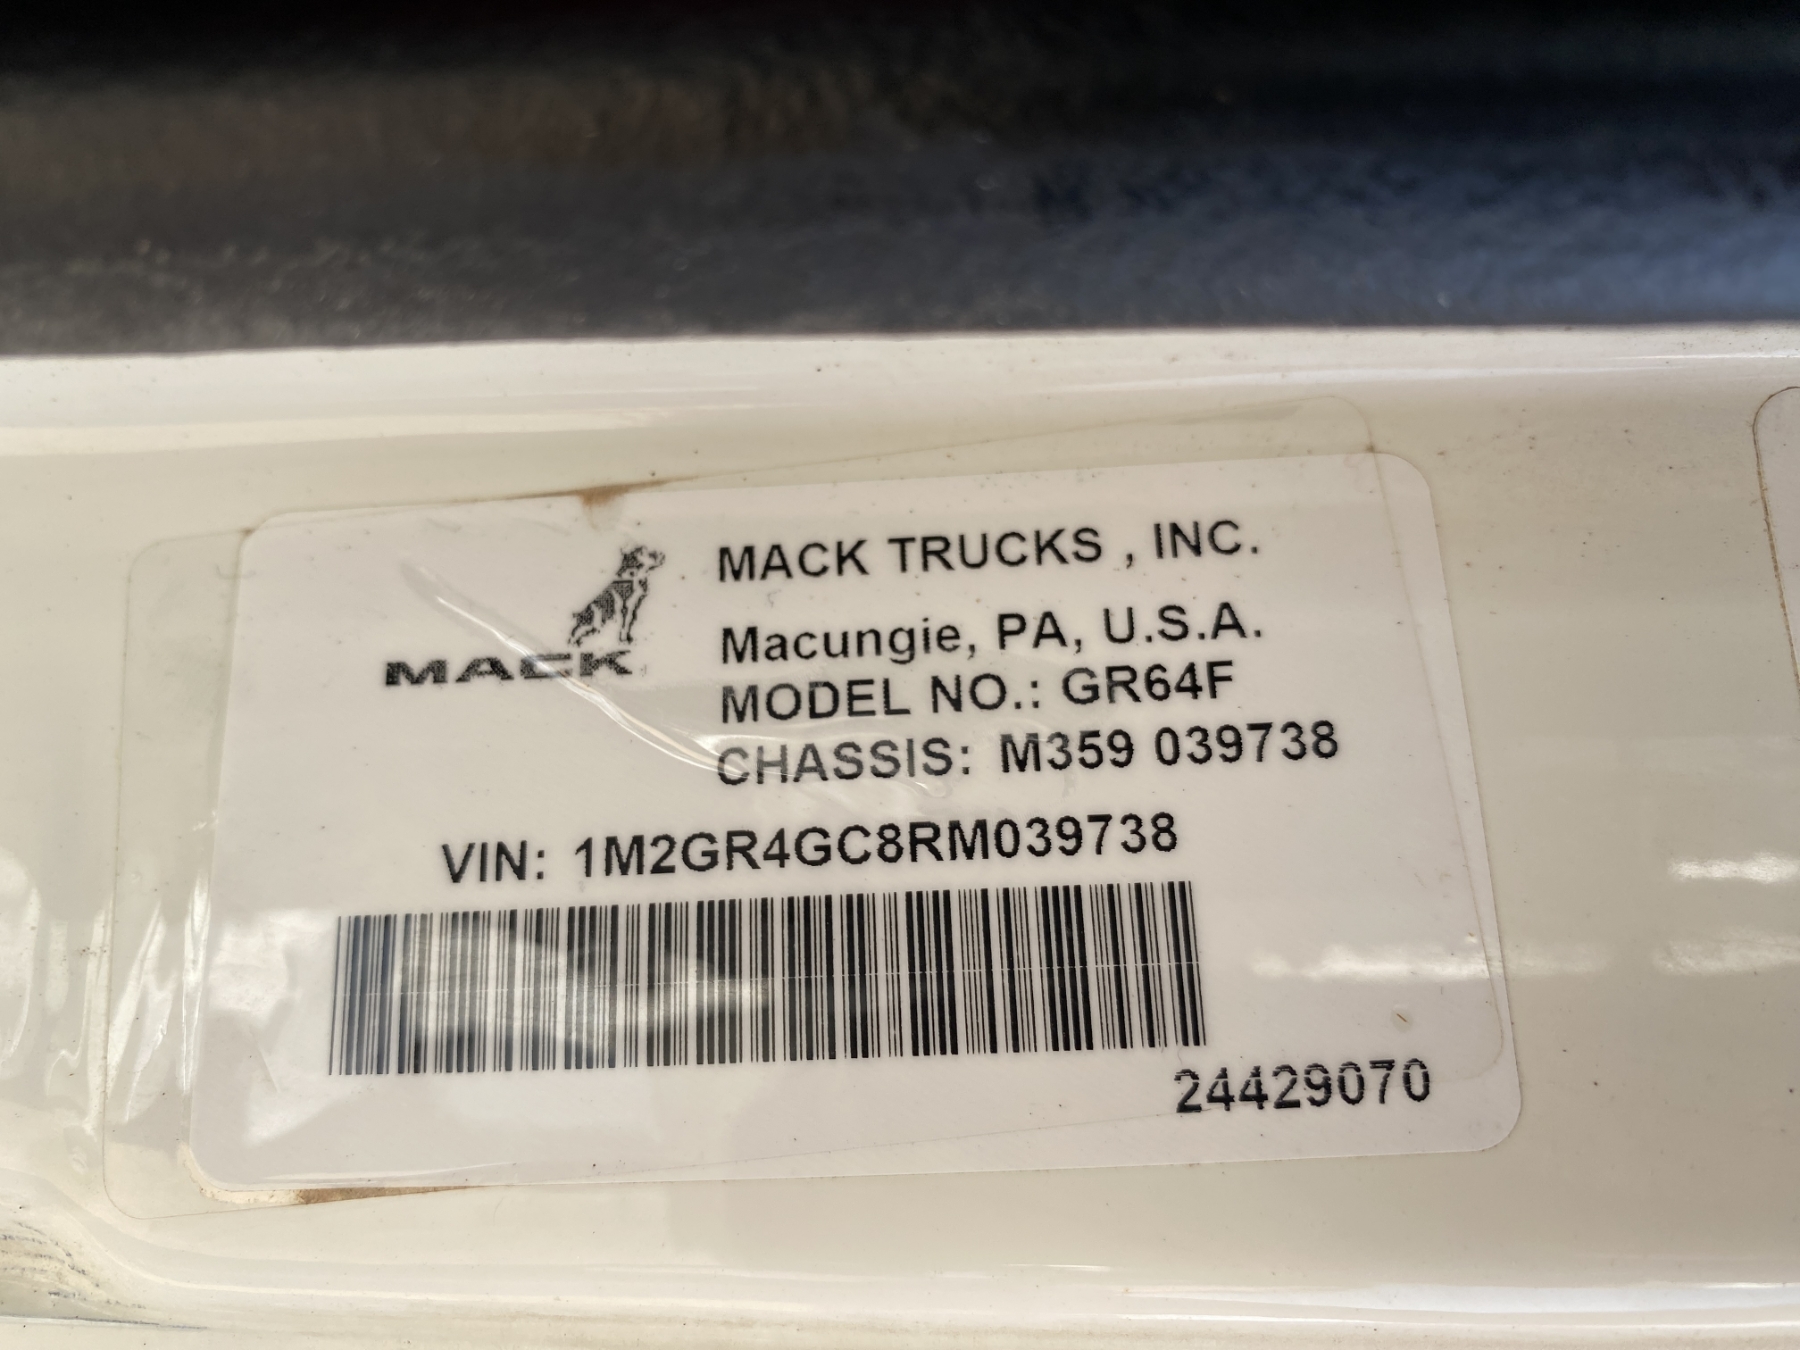 MACK
MACK TRUCKS , INC.
Macungie, PA, U.S.A.
MODEL NO.: GR64F
CHASSIS: M359 039738
VIN: 1M2GR4GC8RM039738
24429070